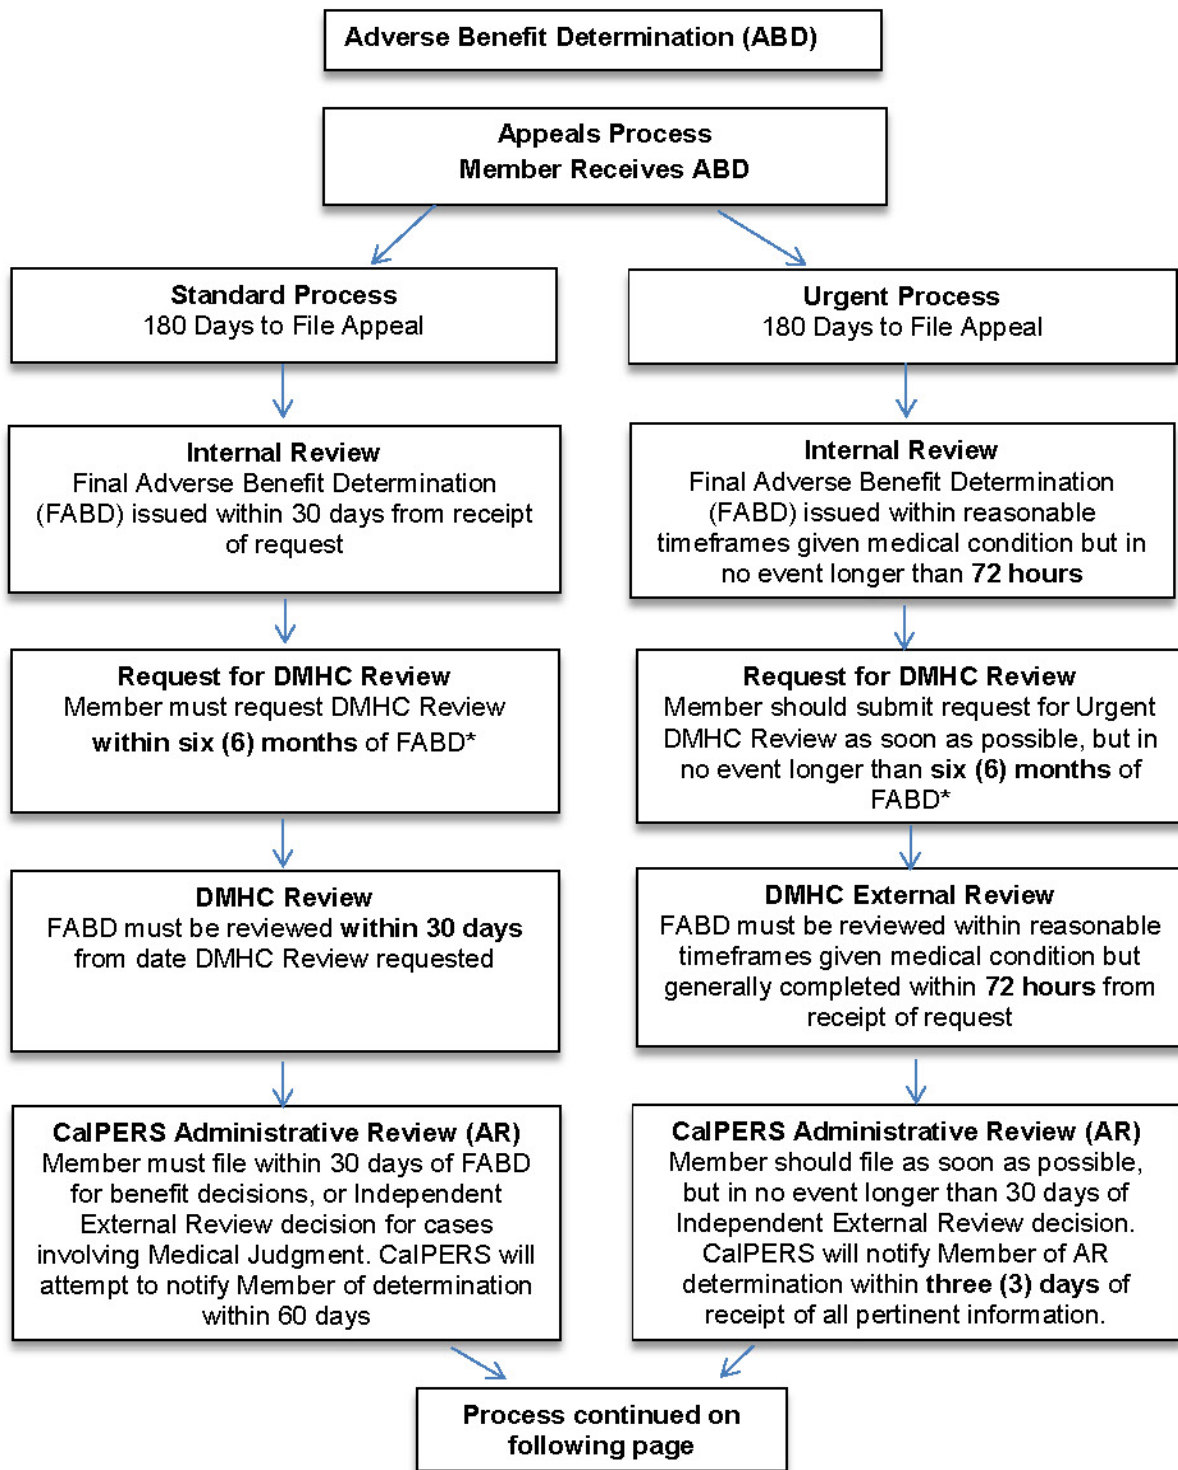 Adverse Benefit Determination (ABD)
Appeals Process
Member Receives ABD
Standard Process
180 Days to File Appeal
Urgent Process
180 Days to File Appeal
Internal Review
Final Adverse Benefit Determination
(FABD) issued within 30 days from receipt
of request
Internal Review
Final Adverse Benefit Determination
(FABD) issued within reasonable
timeframes given medical condition but in
no event longer than 72 hours
Request for DMHC Review
Member must request DMHC Review
within six (6) months of FABD*
Request for DMHC Review
Member should submit request for Urgent
DMHC Review as soon as possible, but in
no event longer than six (6) months of
FABD*
DMHC Review
FABD must be reviewed within 30 days
from date DMHC Review requested
DMHC External Review
FABD must be reviewed within reasonable
timeframes given medical condition but
generally completed within 72 hours from
receipt of request
CalPERS Administrative Review (AR)
Member must file within 30 days of FABD
for benefit decisions, or Independent
External Review decision for cases
involving Medical Judgment. CalPERS will
attempt to notify Member of determination
within 60 days
CalPERS Administrative Review (AR)
Member should file as soon as possible,
but in no event longer than 30 days of
Independent External Review decision.
CalPERS will notify Member of AR
determination within three (3) days of
receipt of all pertinent information.
Process continued on
following page